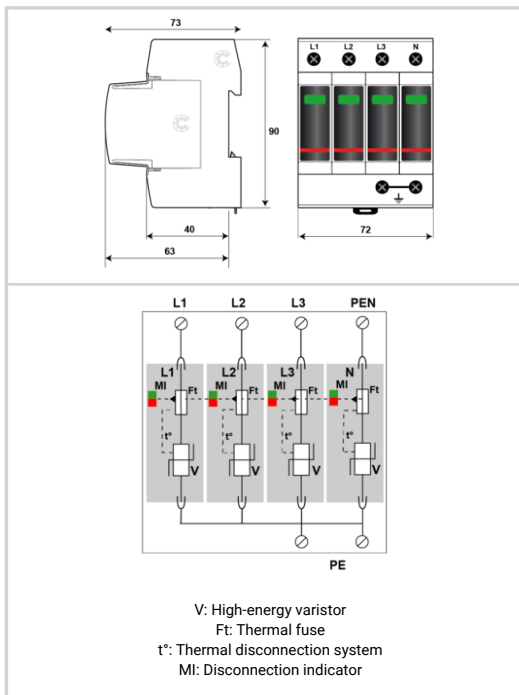 73
90
40
63
L1 L2 L3 N
72
L1 L2 L3 PEN
L1 L2 L3 N
MI MI MI MI
Ft Ft Ft Ft
t° t° t° t°
V V V V
PE
V: High-energy varistor
Ft: Thermal fuse
t°: Thermal disconnection system
MI: Disconnection indicator